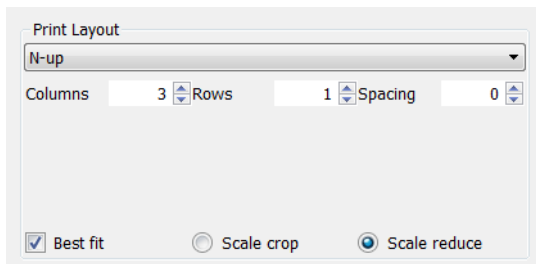 Print Layout
N-up
Columns 3 Rows 1 Spacing 0
Best fit Scale crop Scale reduce